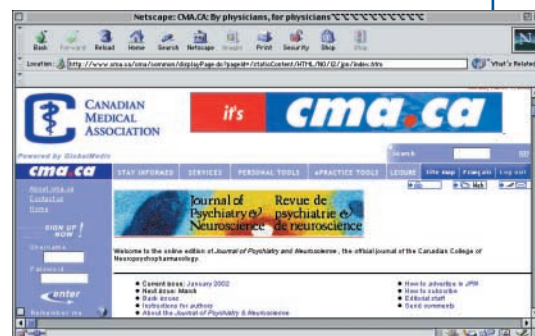 Netscape: CMA.CA: By physicians, for physicians
Back Forward Reload Home Search Netscape Images Print Security Shop Stop
Location: http://www.cma.ca/cma/common/displayPage.do?pageId=/staticContent/HTML/N0/l2/jpn/index.htm What's Related
CANADIAN
MEDICAL
ASSOCIATION
it's cma.ca
Powered by GlobalMedic
Search
cma.ca STAY INFORMED SERVICES PERSONAL TOOLS ePRACTICE TOOLS LEISURE Site map Français Log out
About cma.ca
Contact us
Home
SIGN UP
NOW!
Username
Password
enter
Remember me
Journal of
Psychiatry &
Neuroscience
Revue de
psychiatrie &
de neuroscience
Welcome to the online edition of Journal of Psychiatry and Neuroscience, the official journal of the Canadian College of
Neuropsychopharmacology.
• Current issue: January 2002
• Next issue: March
• Back issues
• Instructions for authors
• About the Journal of Psychiatry & Neuroscience
• How to advertise in JPN
• How to subscribe
• Editorial staff
• Send comments